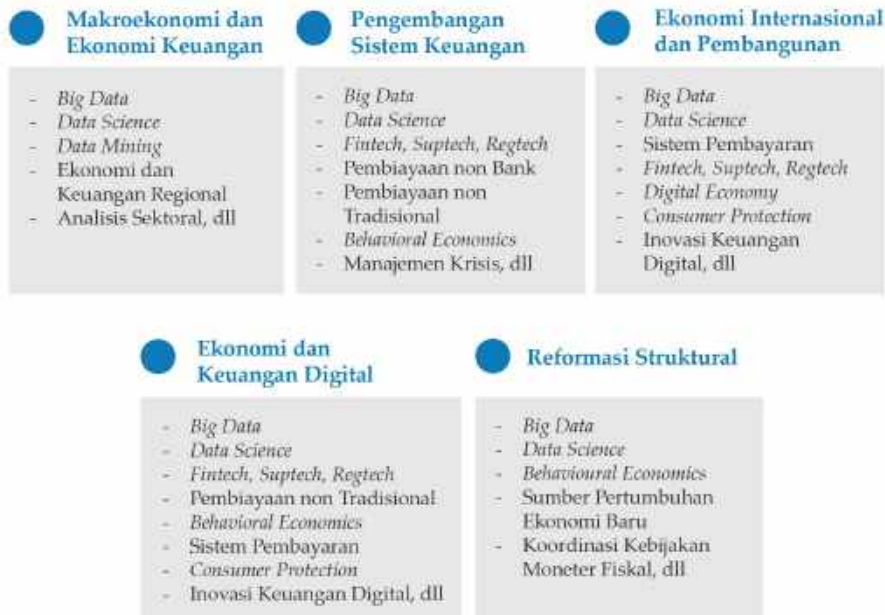 Makroekonomi dan
Ekonomi Keuangan
- Big Data
- Data Science
- Data Mining
- Ekonomi dan
Keuangan Regional
- Analisis Sektoral, dll
Pengembangan
Sistem Keuangan
- Big Data
- Data Science
- Fintech, Suptech, Regtech
- Pembiayaan non Bank
- Pembiayaan non
Tradisional
- Behavioral Economics
- Manajemen Krisis, dll
Ekonomi Internasional
dan Pembangunan
- Big Data
- Data Science
- Sistem Pembayaran
- Fintech, Suptech, Regtech
- Digital Economy
- Consumer Protection
- Inovasi Keuangan
Digital, dll
Ekonomi dan
Keuangan Digital
- Big Data
- Data Science
- Fintech, Suptech, Regtech
- Pembiayaan non Tradisional
- Behavioral Economics
- Sistem Pembayaran
- Consumer Protection
- Inovasi Keuangan Digital, dll
Reformasi Struktural
- Big Data
- Data Science
- Behavioural Economics
- Sumber Pertumbuhan
Ekonomi Baru
- Koordinasi Kebijakan
Moneter Fiskal, dll